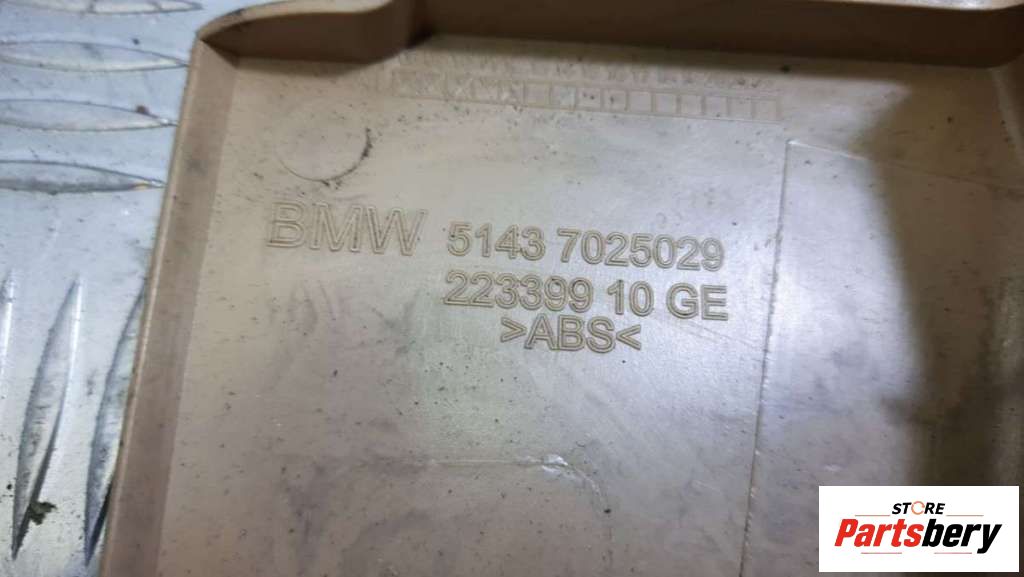 BMW 5143 7025029
223399 10 GE
>ABS<
STORE
Partsbery